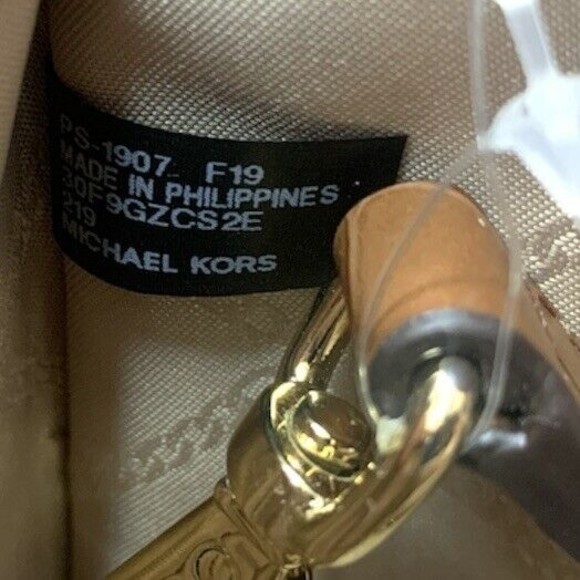 PS-1907 F19
MADE IN PHILIPPINES
30F9GZCS2E
219
MICHAEL KORS